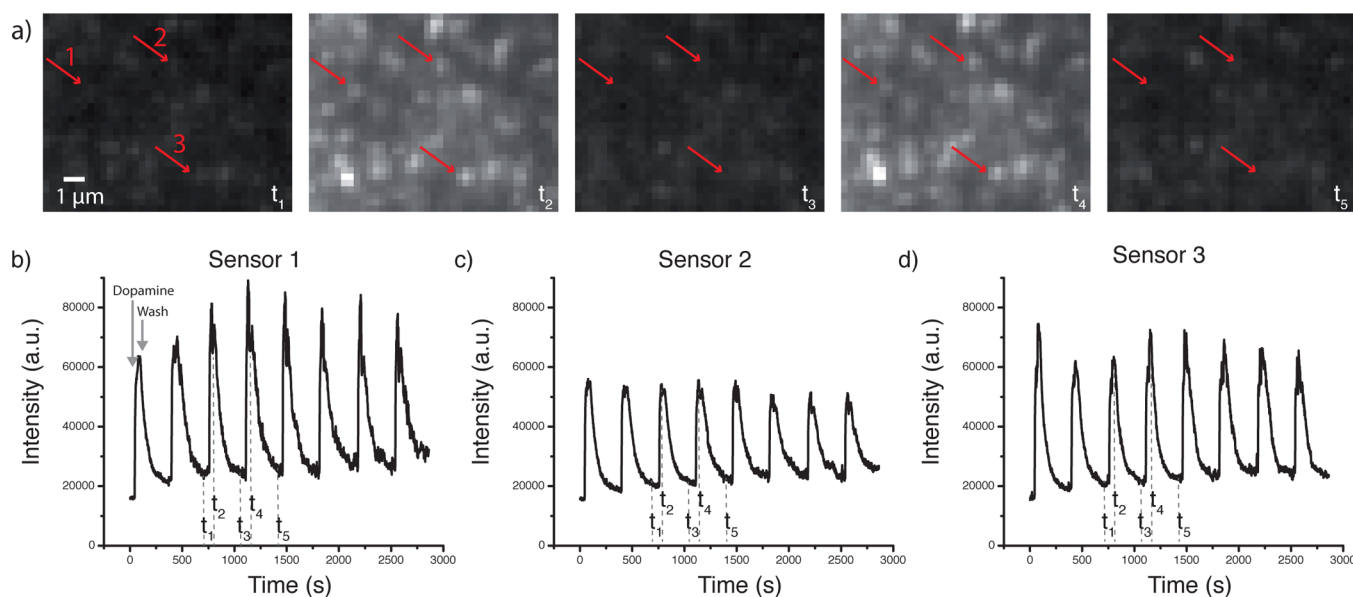 a)
1
2
3
1 μm
t1
t2
t3
t4
t5
b)
Sensor 1
Dopamine
Wash
Intensity (a.u.)
80000
60000
40000
20000
0
t1
t2
t3
t4
t5
0 500 1000 1500 2000 2500 3000
Time (s)
c)
Sensor 2
Intensity (a.u.)
80000
60000
40000
20000
0
t1
t2
t3
t4
t5
0 500 1000 1500 2000 2500 3000
Time (s)
d)
Sensor 3
Intensity (a.u.)
80000
60000
40000
20000
0
t1
t2
t3
t4
t5
0 500 1000 1500 2000 2500 3000
Time (s)